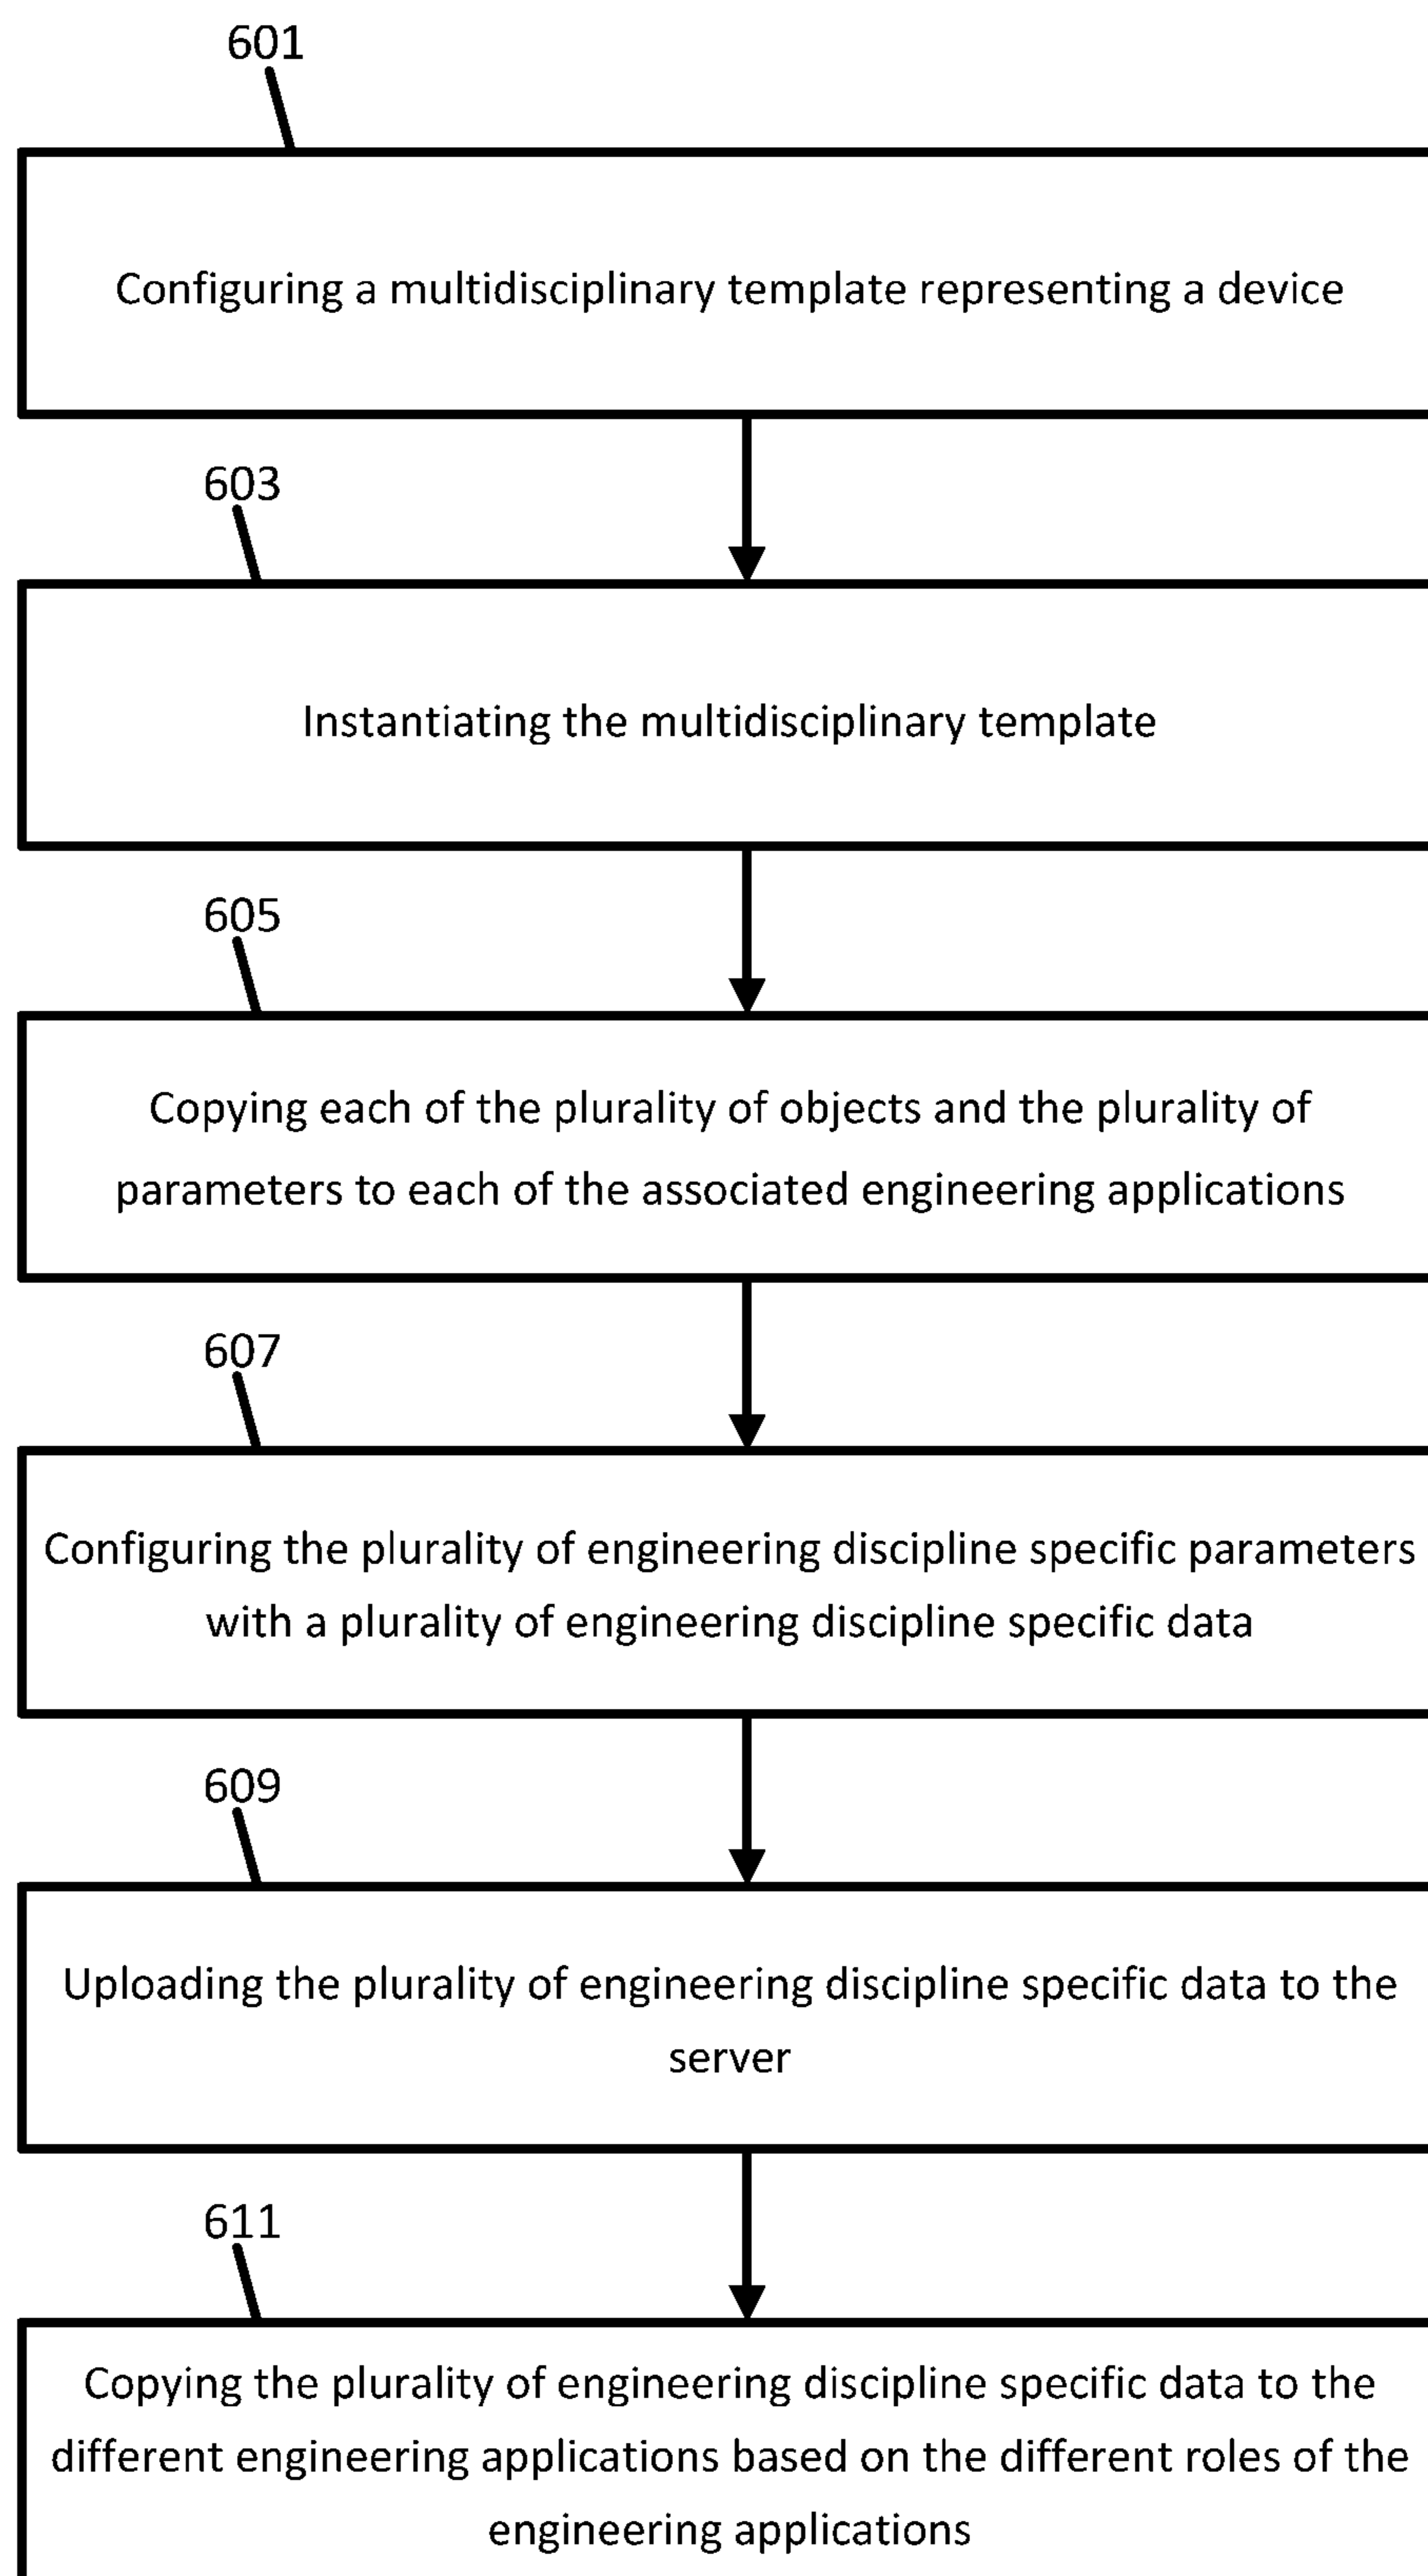 601
Configuring a multidisciplinary template representing a device
603
Instantiating the multidisciplinary template
605
Copying each of the plurality of objects and the plurality of
parameters to each of the associated engineering applications
607
Configuring the plurality of engineering discipline specific parameters
with a plurality of engineering discipline specific data
609
Uploading the plurality of engineering discipline specific data to the
server
611
Copying the plurality of engineering discipline specific data to the
different engineering applications based on the different roles of the
engineering applications